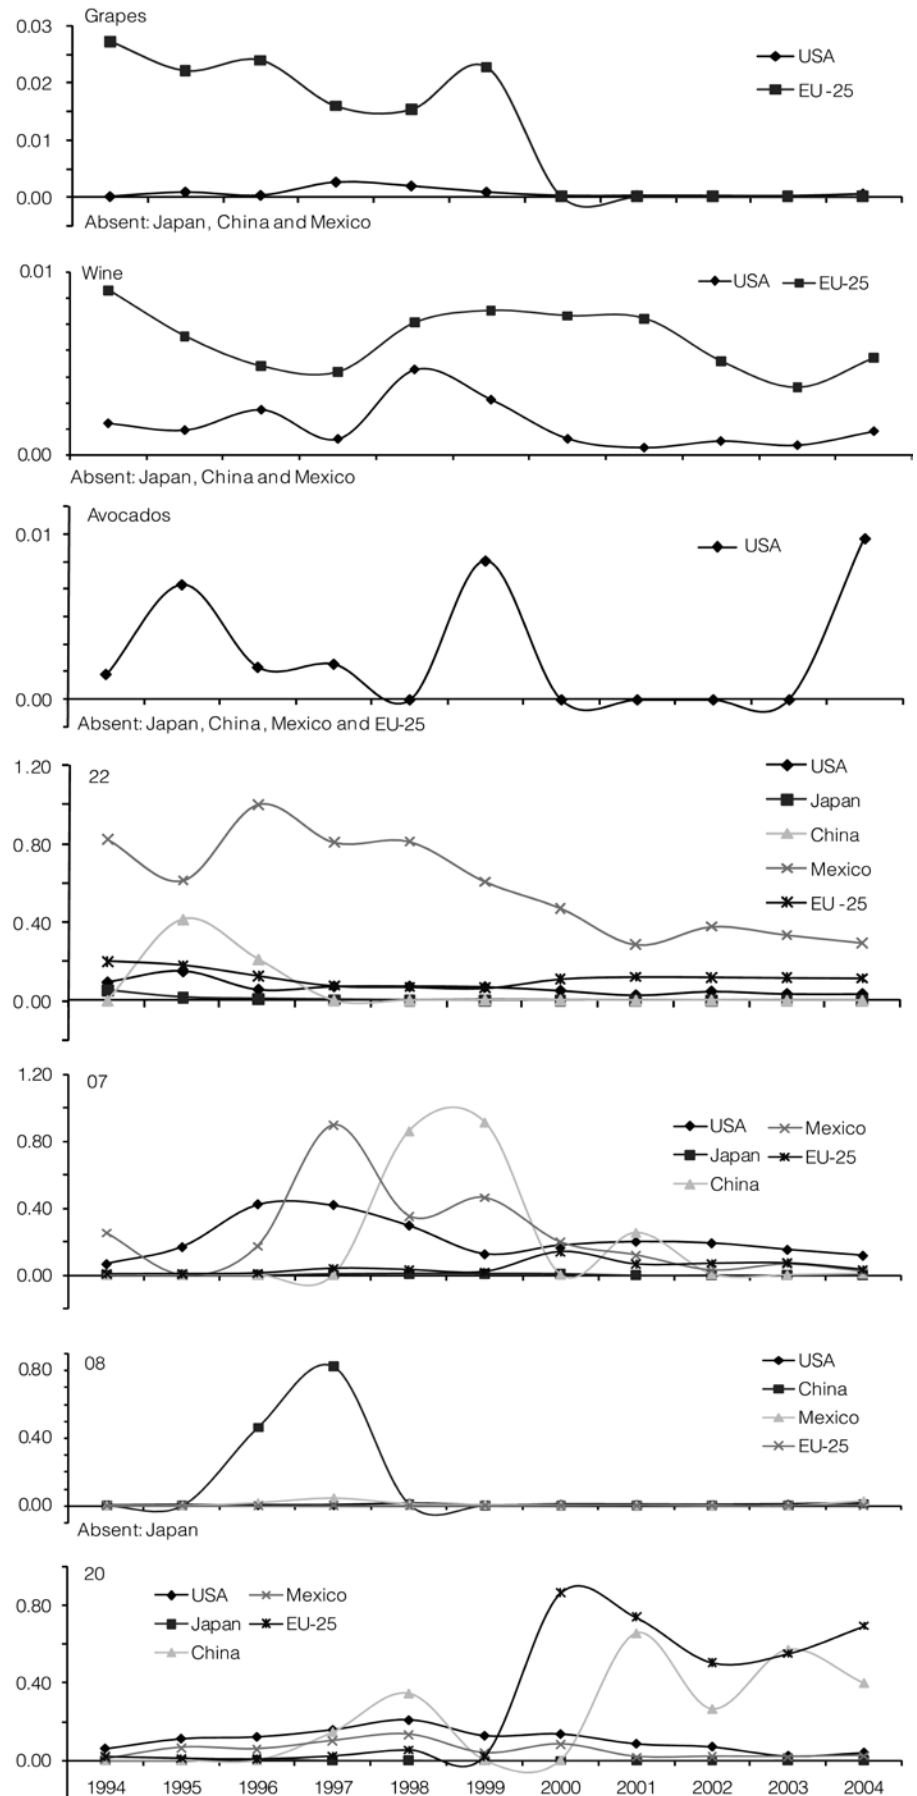 Grapes
0.03
0.02
0.01
0.00
USA
EU -25
Absent: Japan, China and Mexico
Wine
0.01
0.00
USA EU-25
Absent: Japan, China and Mexico
Avocados
0.01
0.00
USA
Absent: Japan, China, Mexico and EU-25
22
1.20
0.80
0.40
0.00
USA
Japan
China
Mexico
EU -25
07
1.20
0.80
0.40
0.00
USA Mexico
Japan EU-25
China
08
0.80
0.40
0.00
USA
China
Mexico
EU-25
Absent: Japan
20
0.80
0.40
0.00
USA Mexico
Japan EU-25
China
1994 1995 1996 1997 1998 1999 2000 2001 2002 2003 2004